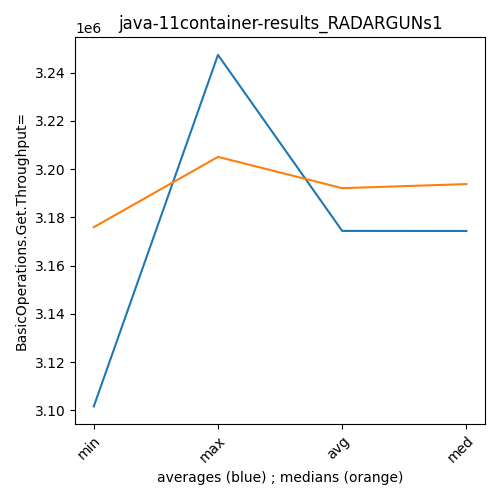 java-11container-results_RADARGUNs1
1e6
3.24
3.22
3.20
3.18
3.16
3.14
3.12
3.10
BasicOperations.Get.Throughput=
min
max
avg
med
averages (blue) ; medians (orange)